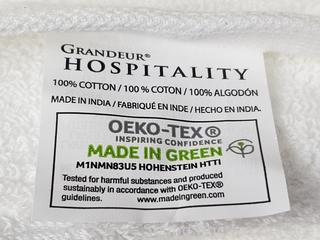 GRANDEUR®
HOSPITALITY
100% COTTON / 100 % COTON / 100% ALGODÓN
MADE IN INDIA / FABRIQUÉ EN INDE / HECHO EN INDIA.
OEKO-TEX®
INSPIRING CONFIDENCE
MADE IN GREEN
M1NMN83U5 HOHENSTEIN HTTI
Tested for harmful substances and produced
sustainably in accordance with OEKO-TEX®
guidelines. www.madeingreen.com